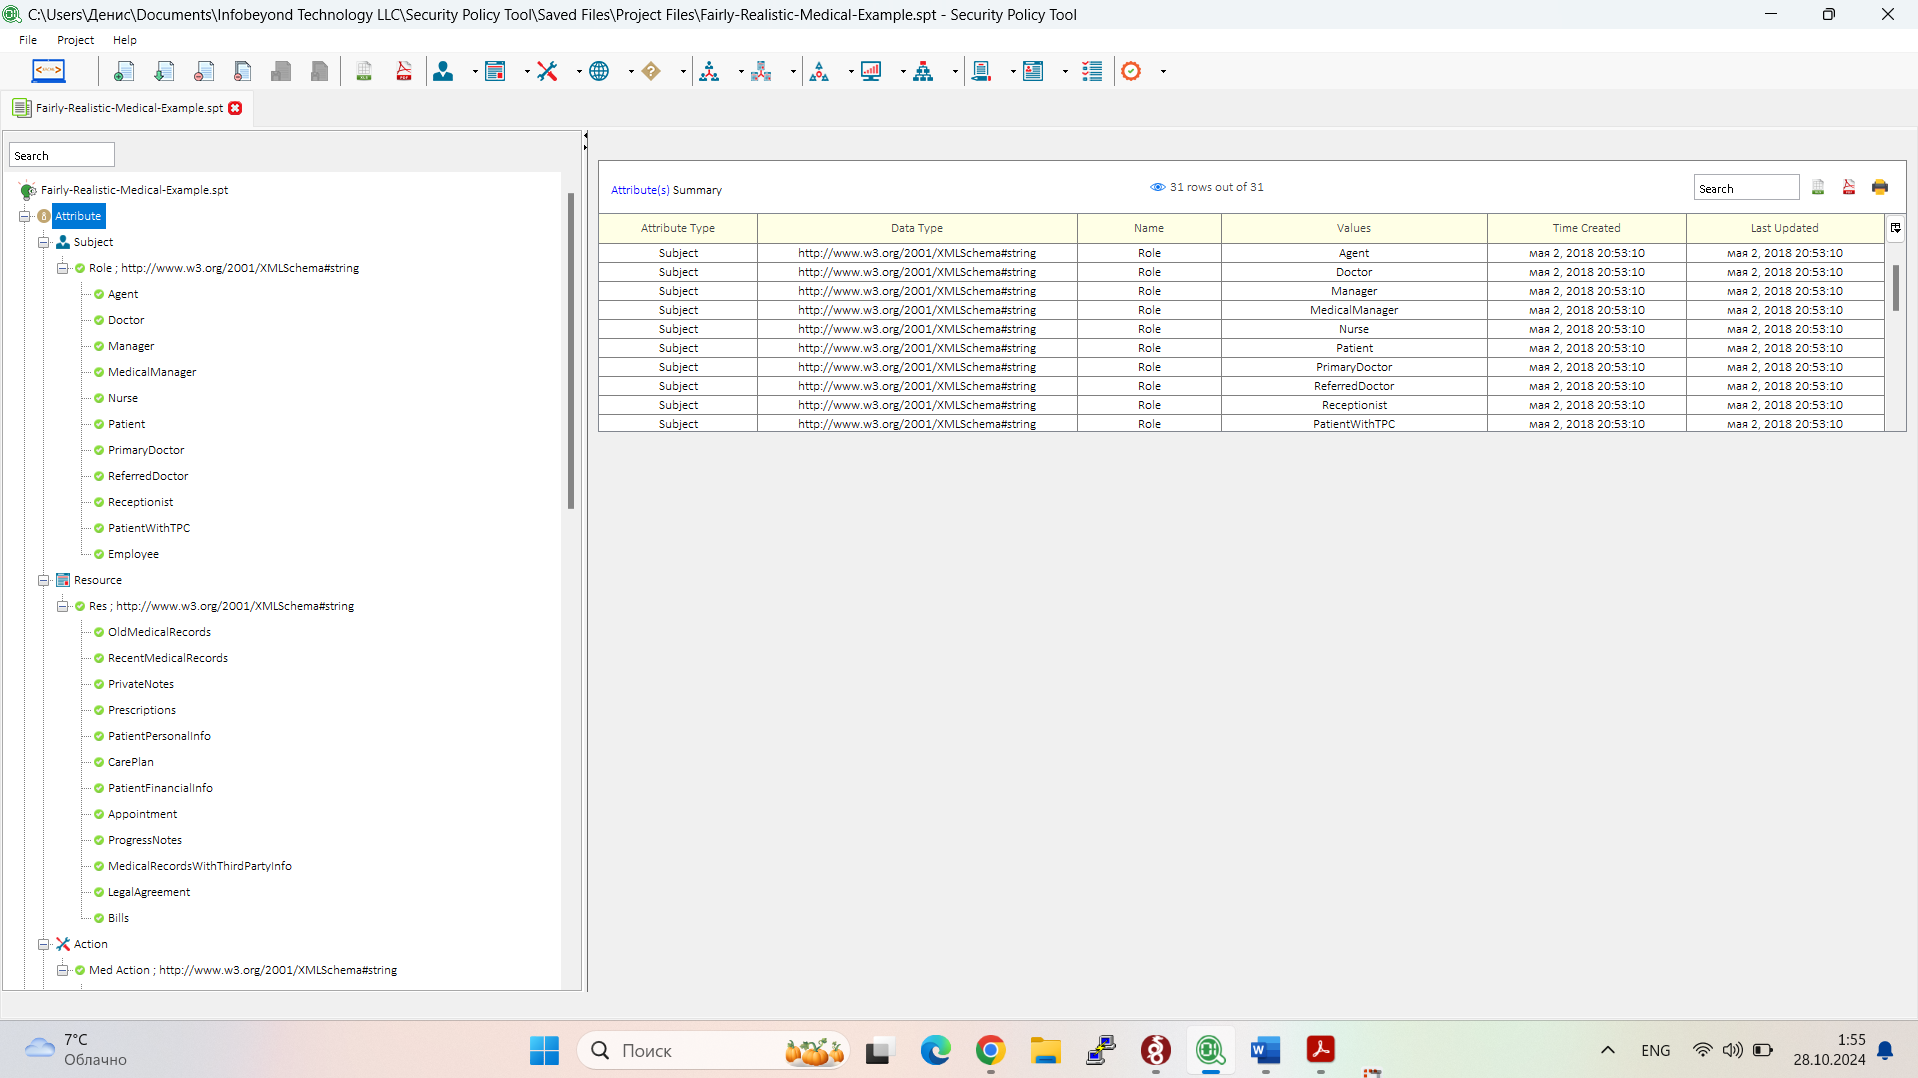 C:\Users\Денис\Documents\Infobeyond Technology LLC\Security Policy Tool\Saved Files\Project Files\Fairly-Realistic-Medical-Example.spt - Security Policy Tool
File Project Help
Fairly-Realistic-Medical-Example.spt
Search
Fairly-Realistic-Medical-Example.spt
Attribute
Subject
Role ; http://www.w3.org/2001/XMLSchema#string
Agent
Doctor
Manager
MedicalManager
Nurse
Patient
PrimaryDoctor
ReferredDoctor
Receptionist
PatientWithTPC
Employee
Resource
Res ; http://www.w3.org/2001/XMLSchema#string
OldMedicalRecords
RecentMedicalRecords
PrivateNotes
Prescriptions
PatientPersonalInfo
CarePlan
PatientFinancialInfo
Appointment
ProgressNotes
MedicalRecordsWithThirdPartyInfo
LegalAgreement
Bills
Action
Med Action ; http://www.w3.org/2001/XMLSchema#string
Attribute(s) Summary 31 rows out of 31 Search
Attribute Type Data Type Name Values Time Created Last Updated
Subject http://www.w3.org/2001/XMLSchema#string Role Agent мая 2, 2018 20:53:10 мая 2, 2018 20:53:10
Subject http://www.w3.org/2001/XMLSchema#string Role Doctor мая 2, 2018 20:53:10 мая 2, 2018 20:53:10
Subject http://www.w3.org/2001/XMLSchema#string Role Manager мая 2, 2018 20:53:10 мая 2, 2018 20:53:10
Subject http://www.w3.org/2001/XMLSchema#string Role MedicalManager мая 2, 2018 20:53:10 мая 2, 2018 20:53:10
Subject http://www.w3.org/2001/XMLSchema#string Role Nurse мая 2, 2018 20:53:10 мая 2, 2018 20:53:10
Subject http://www.w3.org/2001/XMLSchema#string Role Patient мая 2, 2018 20:53:10 мая 2, 2018 20:53:10
Subject http://www.w3.org/2001/XMLSchema#string Role PrimaryDoctor мая 2, 2018 20:53:10 мая 2, 2018 20:53:10
Subject http://www.w3.org/2001/XMLSchema#string Role ReferredDoctor мая 2, 2018 20:53:10 мая 2, 2018 20:53:10
Subject http://www.w3.org/2001/XMLSchema#string Role Receptionist мая 2, 2018 20:53:10 мая 2, 2018 20:53:10
Subject http://www.w3.org/2001/XMLSchema#string Role PatientWithTPC мая 2, 2018 20:53:10 мая 2, 2018 20:53:10
7°C
Облачно
Поиск
ENG
1:55
28.10.2024